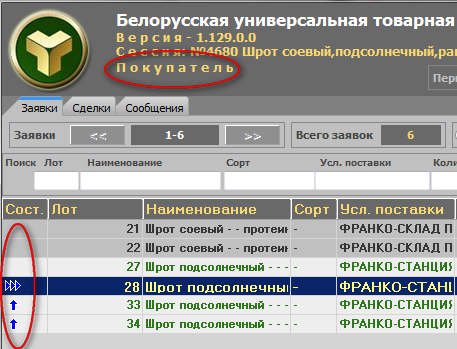 Белорусская универсальная товарная
Версия - 1.129.0.0
Сессия: №4680 Шрот соевый,подсолнечный,ра
Покупатель
Пери
Заявки Сделки Сообщения
Заявки << 1-6 >> Всего заявок 6
Поиск Лот Наименование Сорт Усл. поставки Коли
Сост. Лот Наименование Сорт Усл. поставки
21 Шрот соевый - - протеин - ФРАНКО-СКЛАД П
22 Шрот соевый - - протеин - ФРАНКО-СКЛАД П
27 Шрот подсолнечный - - - - ФРАНКО-СТАНЦИЯ
28 Шрот подсолнечный - ФРАНКО-СТАНЦ
33 Шрот подсолнечный - - - - ФРАНКО-СТАНЦИЯ
34 Шрот подсолнечный - - - - ФРАНКО-СТАНЦИЯ